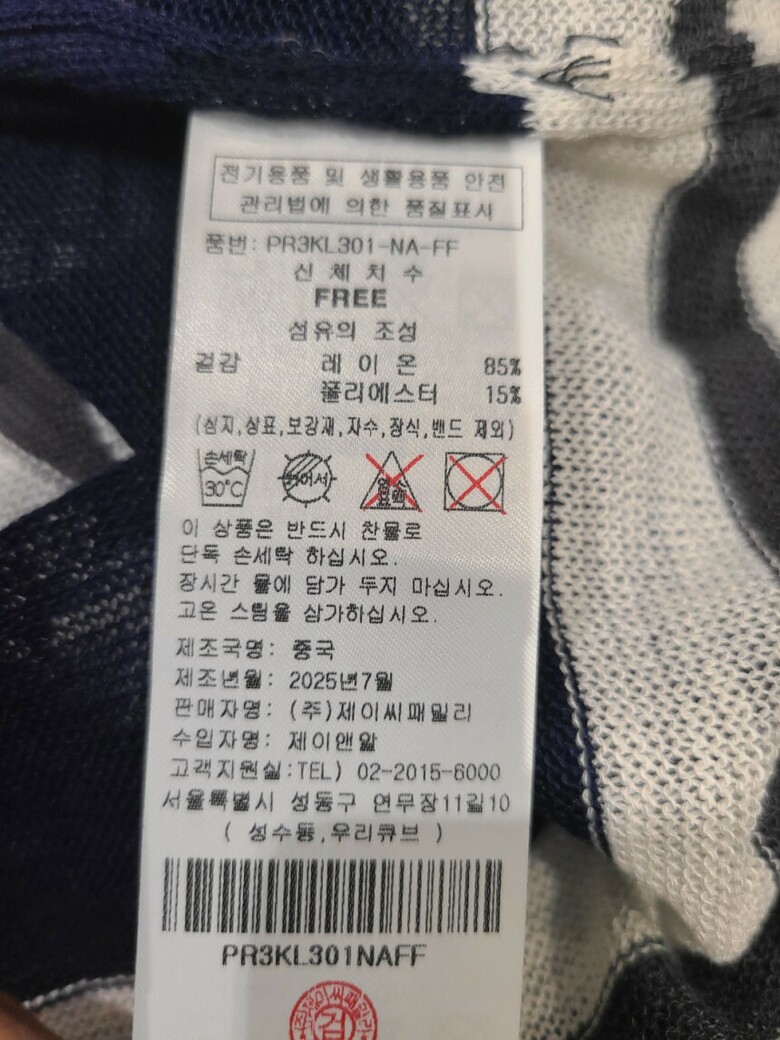 전기용품 및 생활용품 안전
관리법에 의한 품질표시
품번: PR3KL301-NA-FF
신 체 치 수
FREE
섬유의 조성
겉감 레 이 온 85%
폴리에스터 15%
(심지,상표,보강재,자수,장식,밴드 제외)
손세탁
30°C
이 상품은 반드시 찬물로
단독 손세탁 하십시오.
장시간 물에 담가 두지 마십시오.
고온 스팀을 삼가하십시오.
제조국명: 중국
제조년월: 2025년7월
판매자명: (주)제이씨패밀리
수입자명: 제이앤알
고객지원실:TEL) 02-2015-6000
서울특별시 성동구 연무장11길10
( 성수동,우리큐브 )
PR3KL301NAFF
검